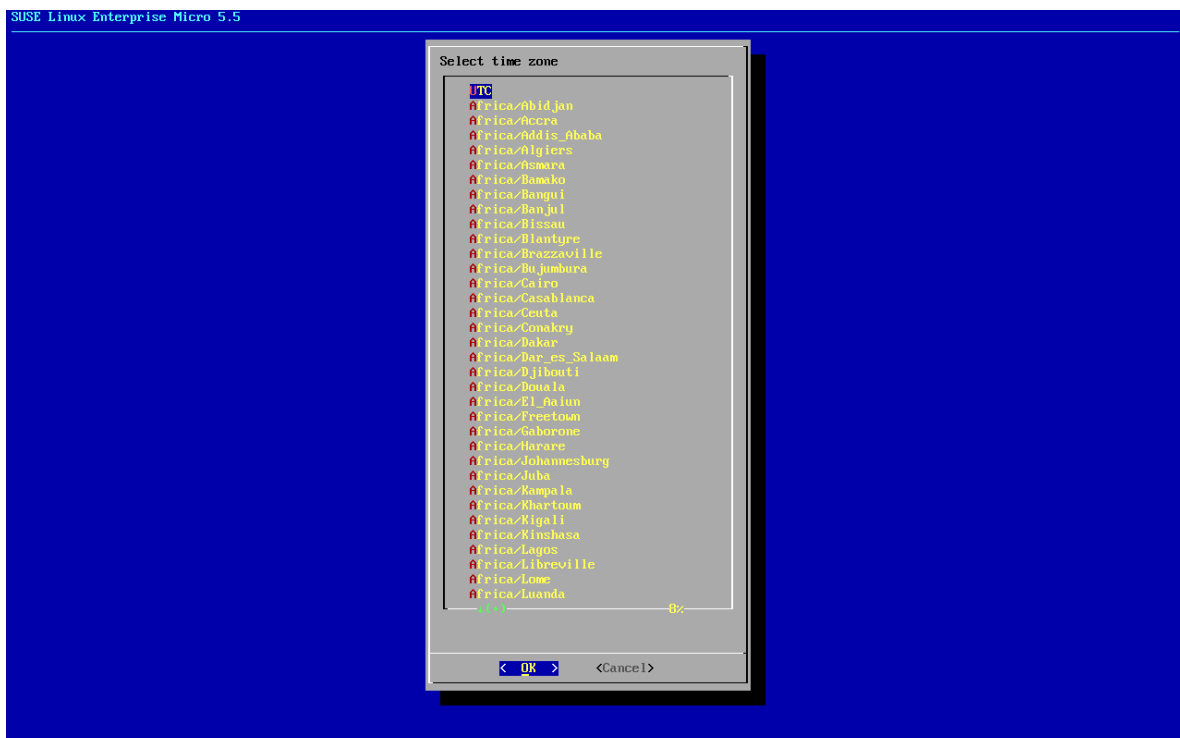 SUSE Linux Enterprise Micro 5.5
Select time zone
UTC
Africa/Abidjan
Africa/Accra
Africa/Addis_Ababa
Africa/Algiers
Africa/Asmara
Africa/Bamako
Africa/Bangui
Africa/Banjul
Africa/Bissau
Africa/Blantyre
Africa/Brazzaville
Africa/Bujumbura
Africa/Cairo
Africa/Casablanca
Africa/Ceuta
Africa/Conakry
Africa/Dakar
Africa/Dar_es_Salaam
Africa/Djibouti
Africa/Douala
Africa/El_Aaiun
Africa/Freetown
Africa/Gaborone
Africa/Harare
Africa/Johannesburg
Africa/Juba
Africa/Kampala
Africa/Khartoum
Africa/Kigali
Africa/Kinshasa
Africa/Lagos
Africa/Libreville
Africa/Lome
Africa/Luanda
8%
< OK > <Cancel>